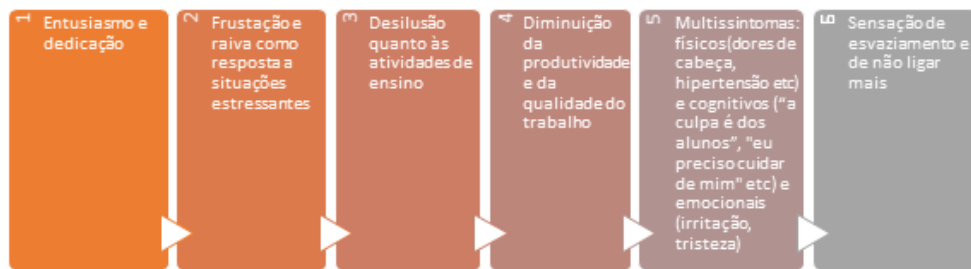 1
Entusiasmo e
dedicação
2
Frustação e
raiva como
resposta a
situações
estressantes
3
Desilusão
quanto às
atividades de
ensino
4
Diminuição
da
produtividade
e da
qualidade do
trabalho
5
Multissintomas:
físicos(dores de
cabeça,
hipertensão etc)
e cognitivos (“a
culpa é dos
alunos”, "eu
preciso cuidar
de mim" etc) e
emocionais
(irritação,
tristeza)
6
Sensação de
esvaziamento e
de não ligar
mais